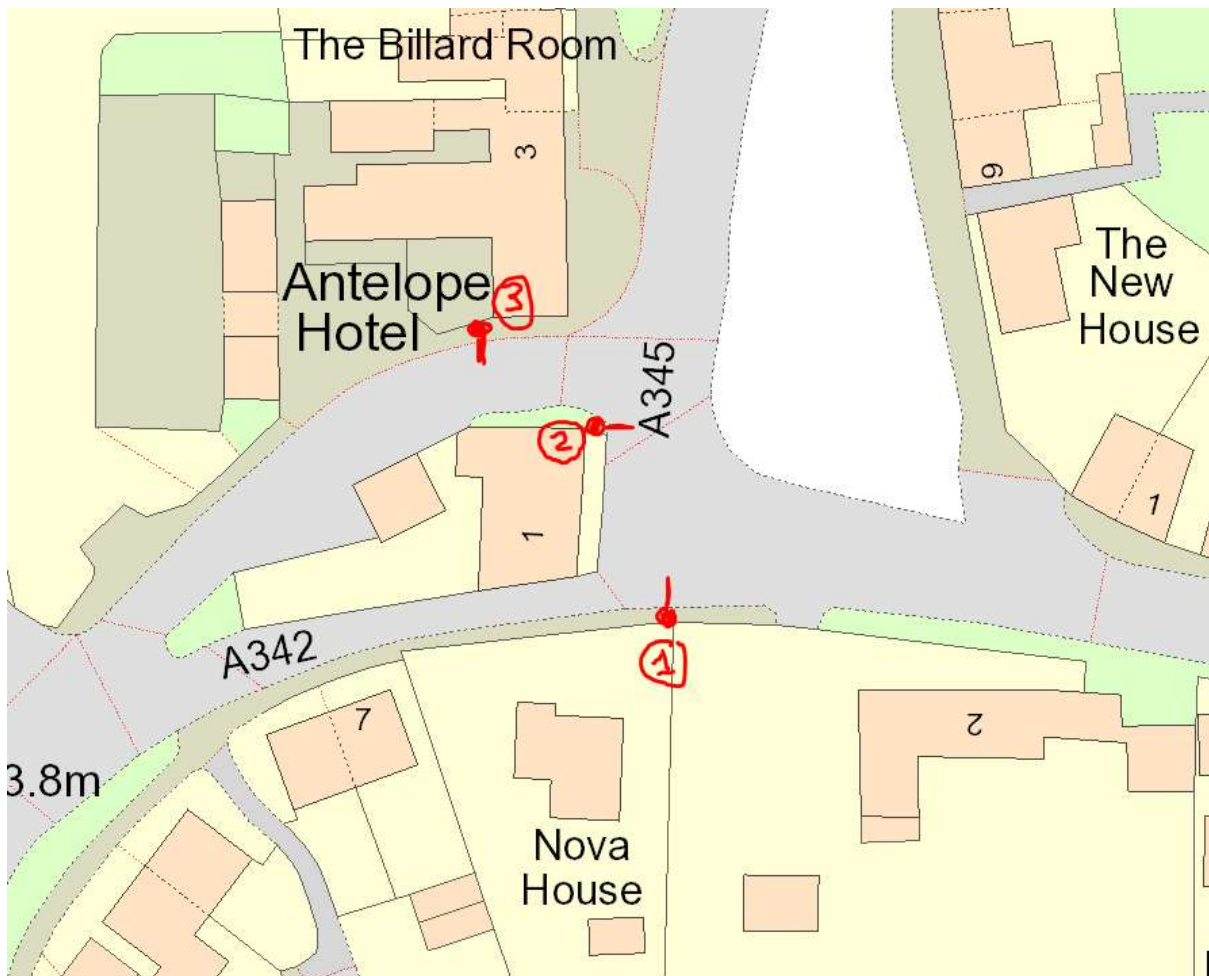 The Billard Room
3
9
Antelope
Hotel
3
The
New
House
A345
2
1
1
A342
1
7
2
3.8m
Nova
House